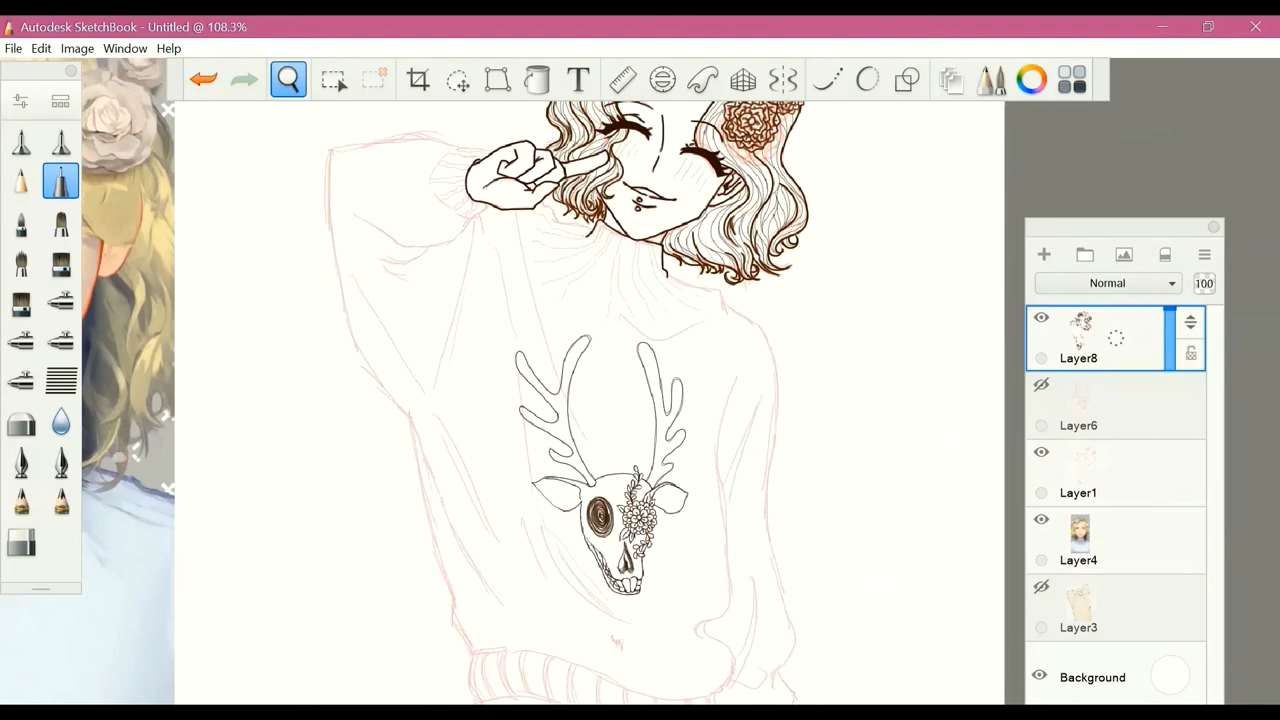 Autodesk SketchBook - Untitled @ 108.3%
File Edit Image Window Help
T
Normal 100
Layer8
Layer6
Layer1
Layer4
Layer3
Background